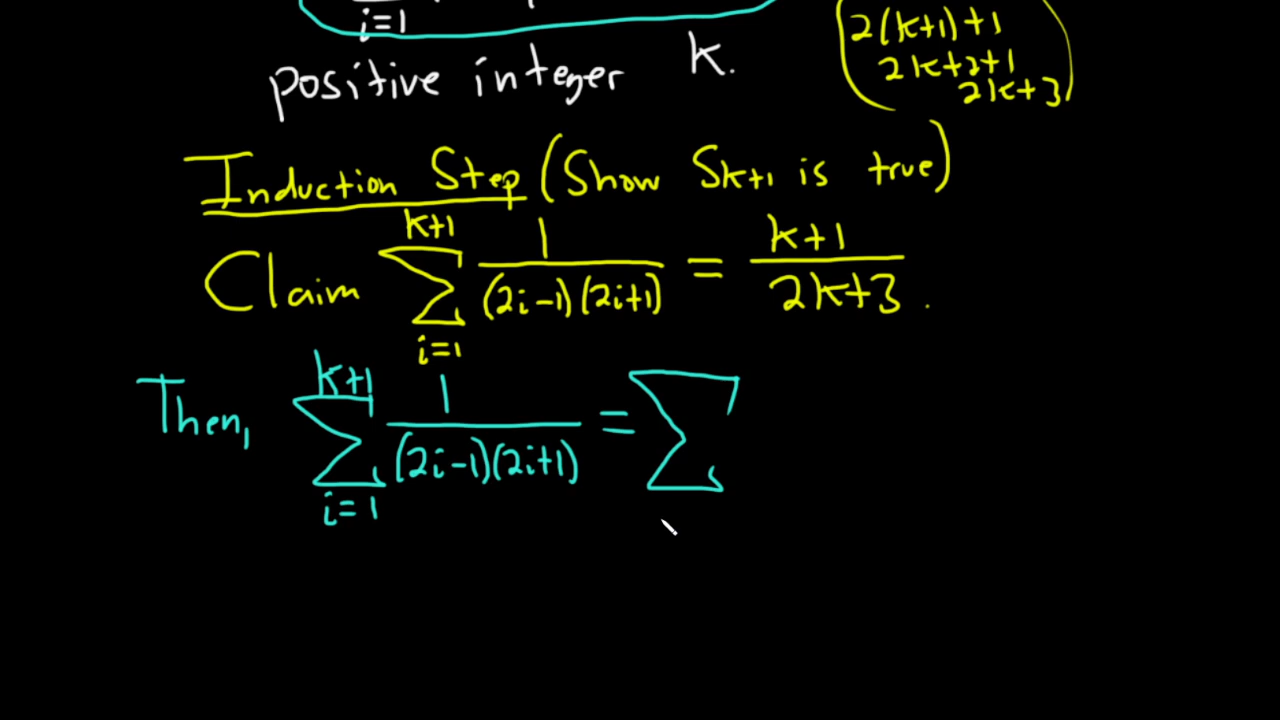 i=1
positive integer k.
2(k+1)+1
2k+2+1
2k+3
Induction Step (Show Sk+1 is true)
Claim k+1 ∑ i=1 1/((2i-1)(2i+1)) = (k+1)/(2k+3).
Then, k+1 ∑ i=1 1/((2i-1)(2i+1)) = ∑